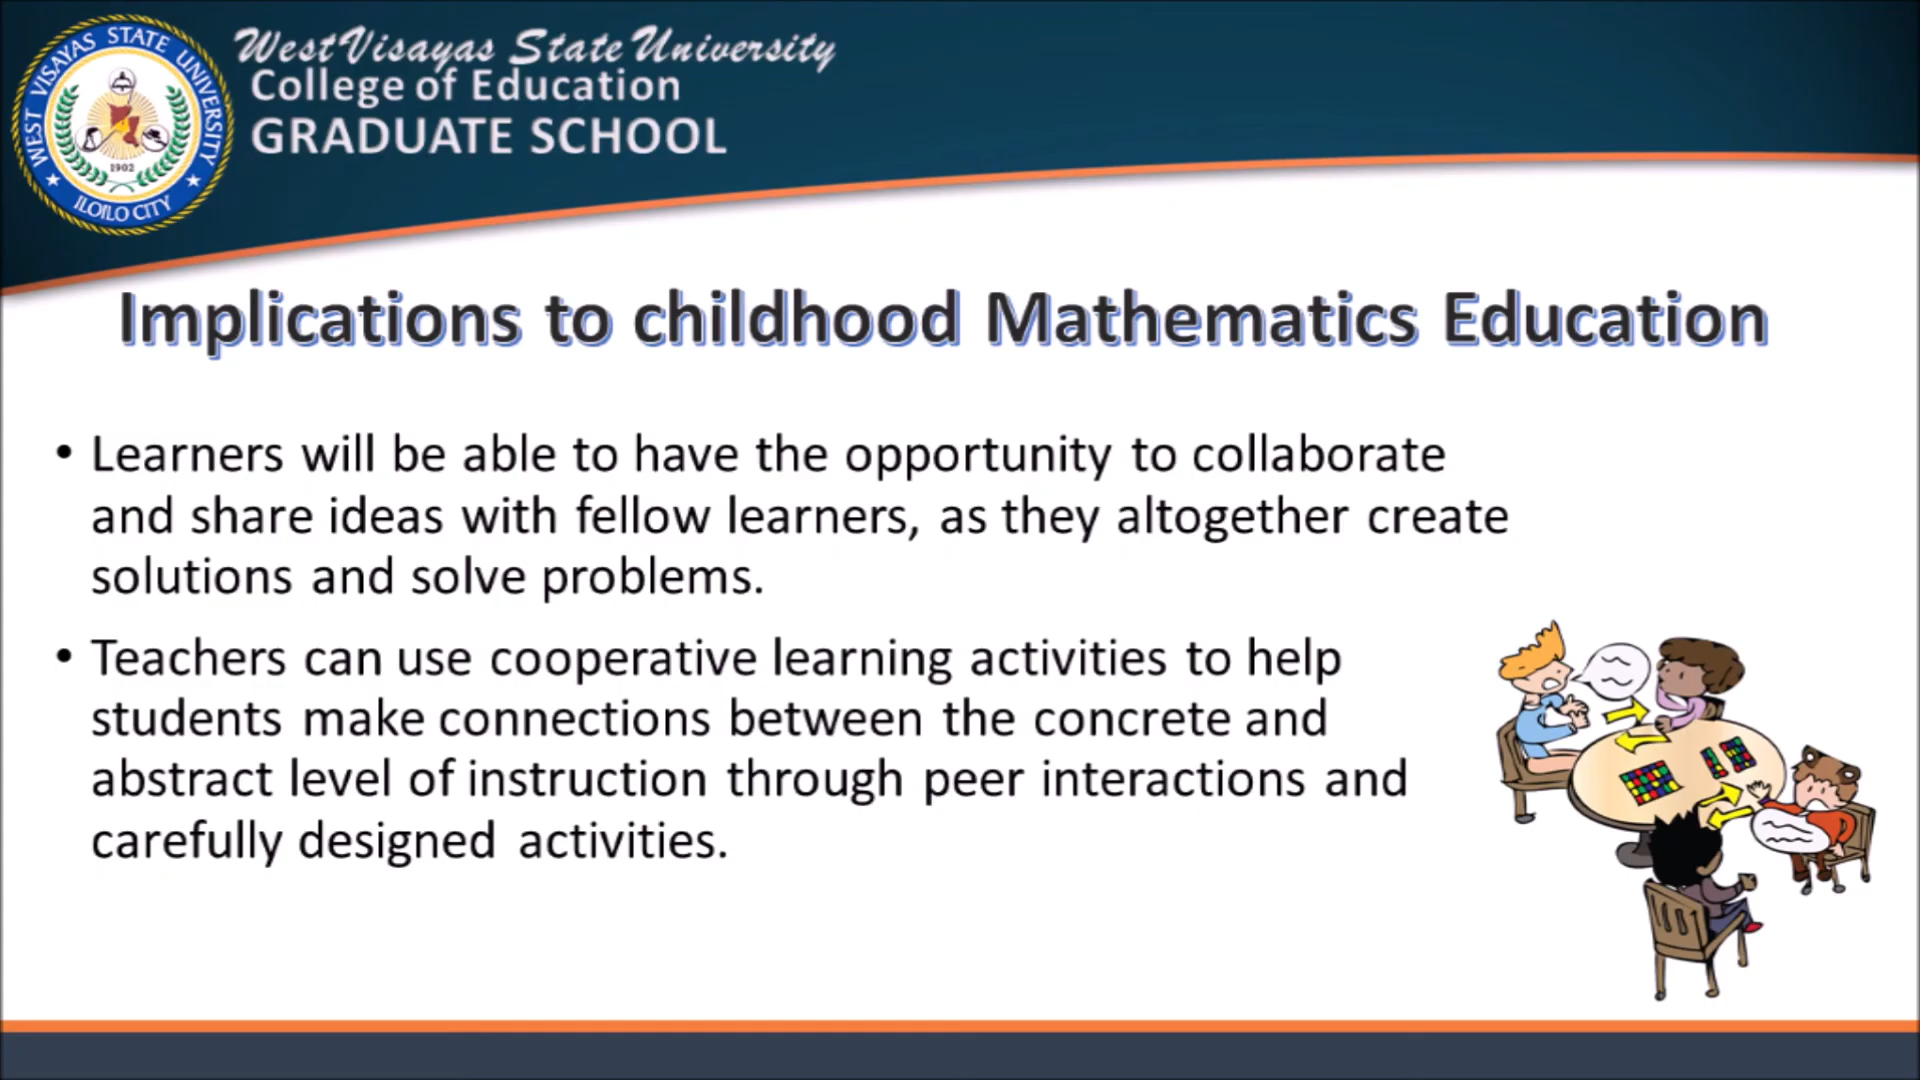 WEST VISAYAS STATE UNIVERSITY
1902
ILOILO CITY
West Visayas State University
College of Education
GRADUATE SCHOOL
Implications to childhood Mathematics Education
• Learners will be able to have the opportunity to collaborate
and share ideas with fellow learners, as they altogether create
solutions and solve problems.
• Teachers can use cooperative learning activities to help
students make connections between the concrete and
abstract level of instruction through peer interactions and
carefully designed activities.